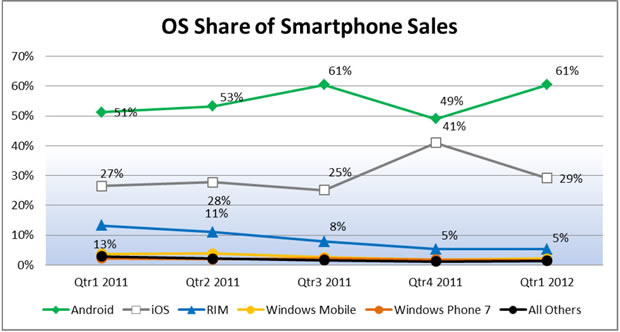 OS Share of Smartphone Sales
70%
60%
50%
40%
30%
20%
10%
0%
51%
53%
61%
49%
61%
27%
28%
25%
41%
29%
13%
11%
8%
5%
5%
Qtr1 2011
Qtr2 2011
Qtr3 2011
Qtr4 2011
Qtr1 2012
Android
iOS
RIM
Windows Mobile
Windows Phone 7
All Others